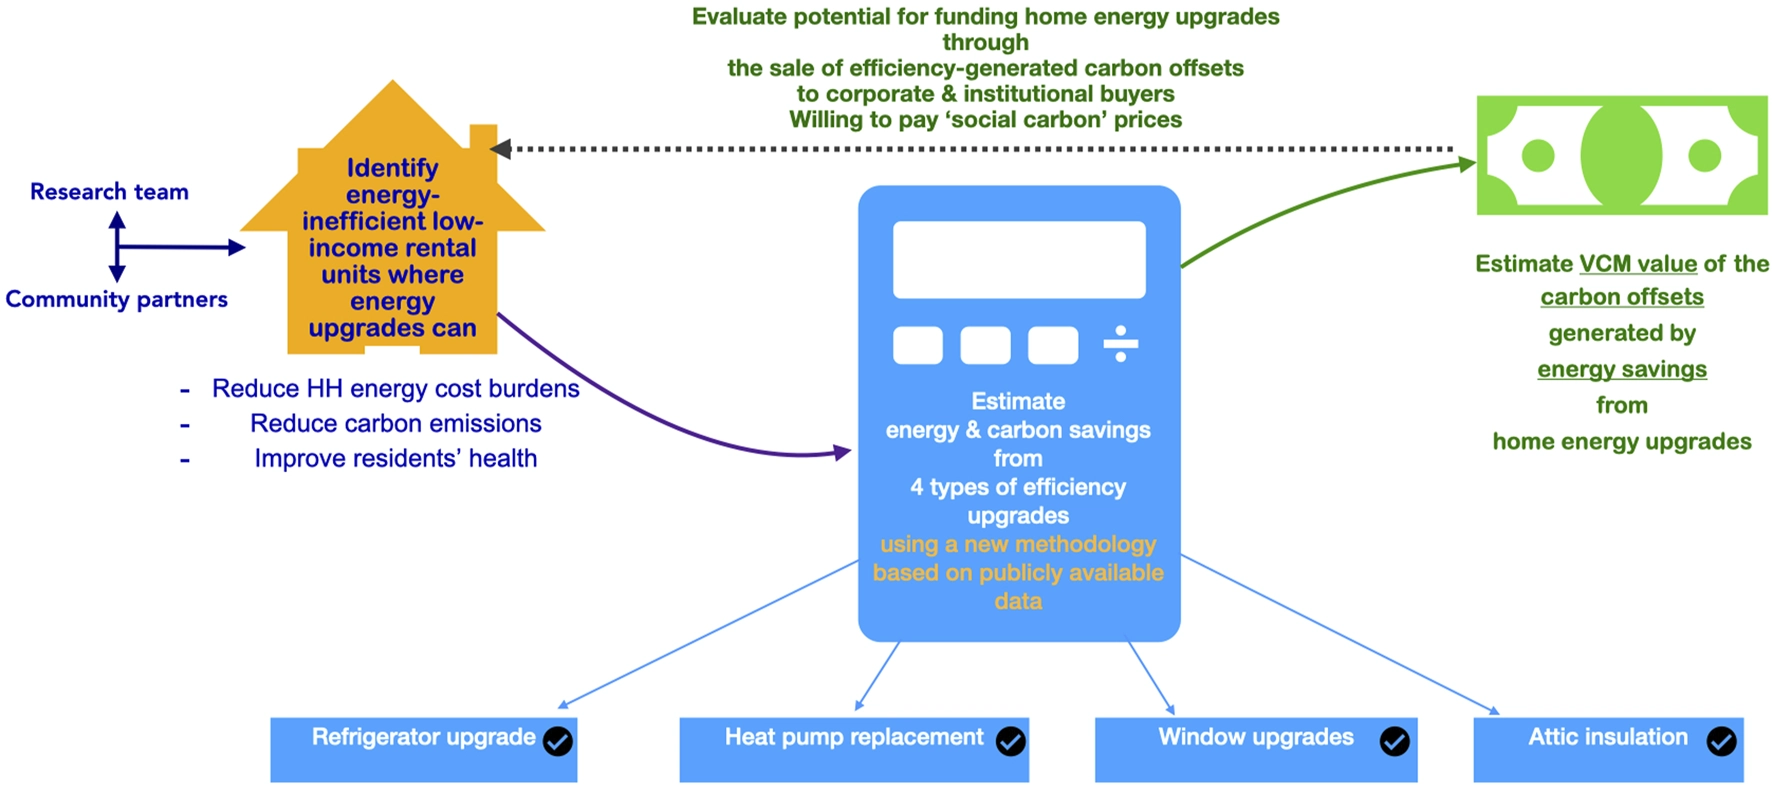 Evaluate potential for funding home energy upgrades
through
the sale of efficiency-generated carbon offsets
to corporate & institutional buyers
Willing to pay ‘social carbon’ prices
Research team
Community partners
Identify
energy-
inefficient low-
income rental
units where
energy
upgrades can
- Reduce HH energy cost burdens
- Reduce carbon emissions
- Improve residents’ health
÷
Estimate
energy & carbon savings
from
4 types of efficiency
upgrades
using a new methodology
based on publicly available
data
Estimate VCM value of the
carbon offsets
generated by
energy savings
from
home energy upgrades
Refrigerator upgrade
Heat pump replacement
Window upgrades
Attic insulation